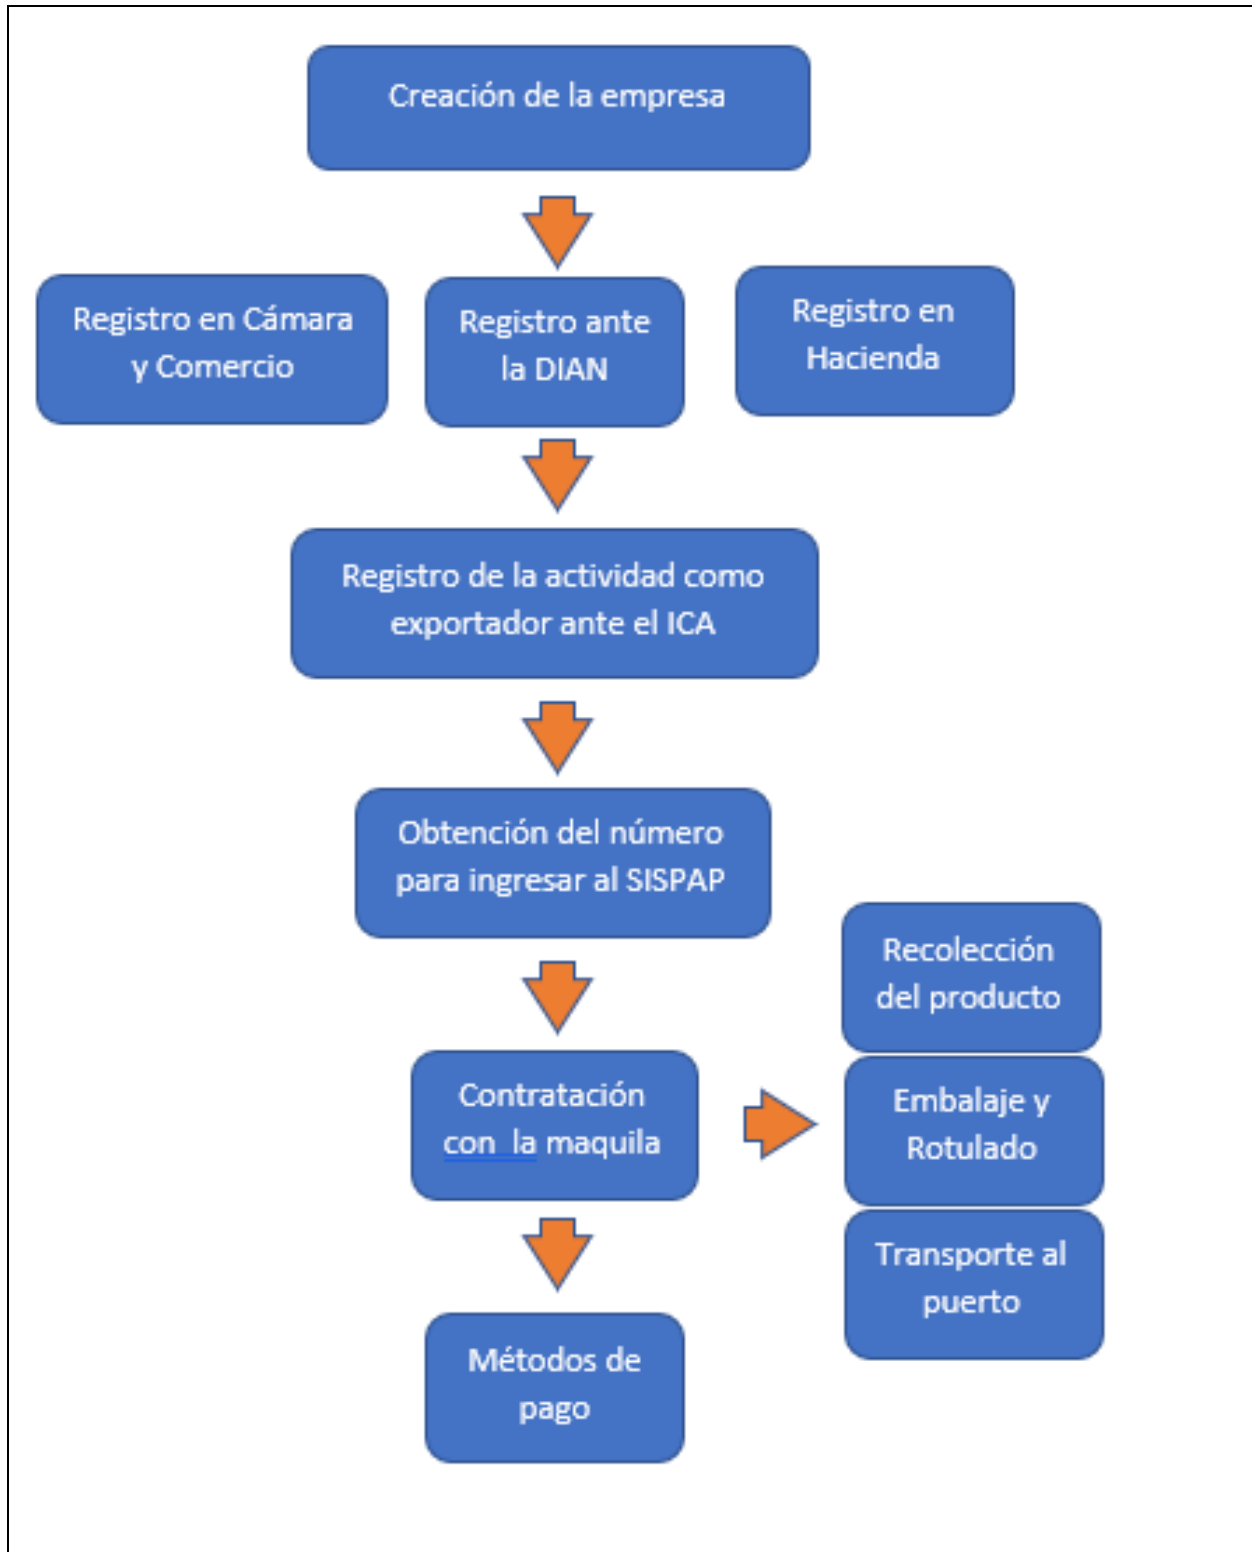 Creación de la empresa
Registro en Cámara
y Comercio
Registro ante
la DIAN
Registro en
Hacienda
Registro de la actividad como
exportador ante el ICA
Obtención del número
para ingresar al SISPAP
Contratación
con  la maquila
Recolección
del producto
Embalaje y
Rotulado
Transporte al
puerto
Métodos de
pago